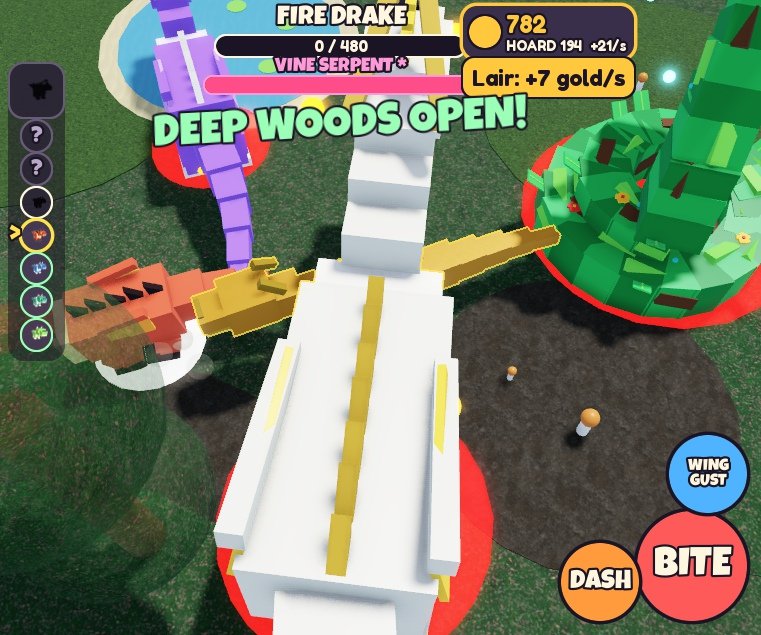 FIRE DRAKE
782
0 / 480
HOARD 194 +21/s
VINE SERPENT *
Lair: +7 gold/s
DEEP WOODS OPEN!
?
?
>
WING
GUST
BITE
DASH